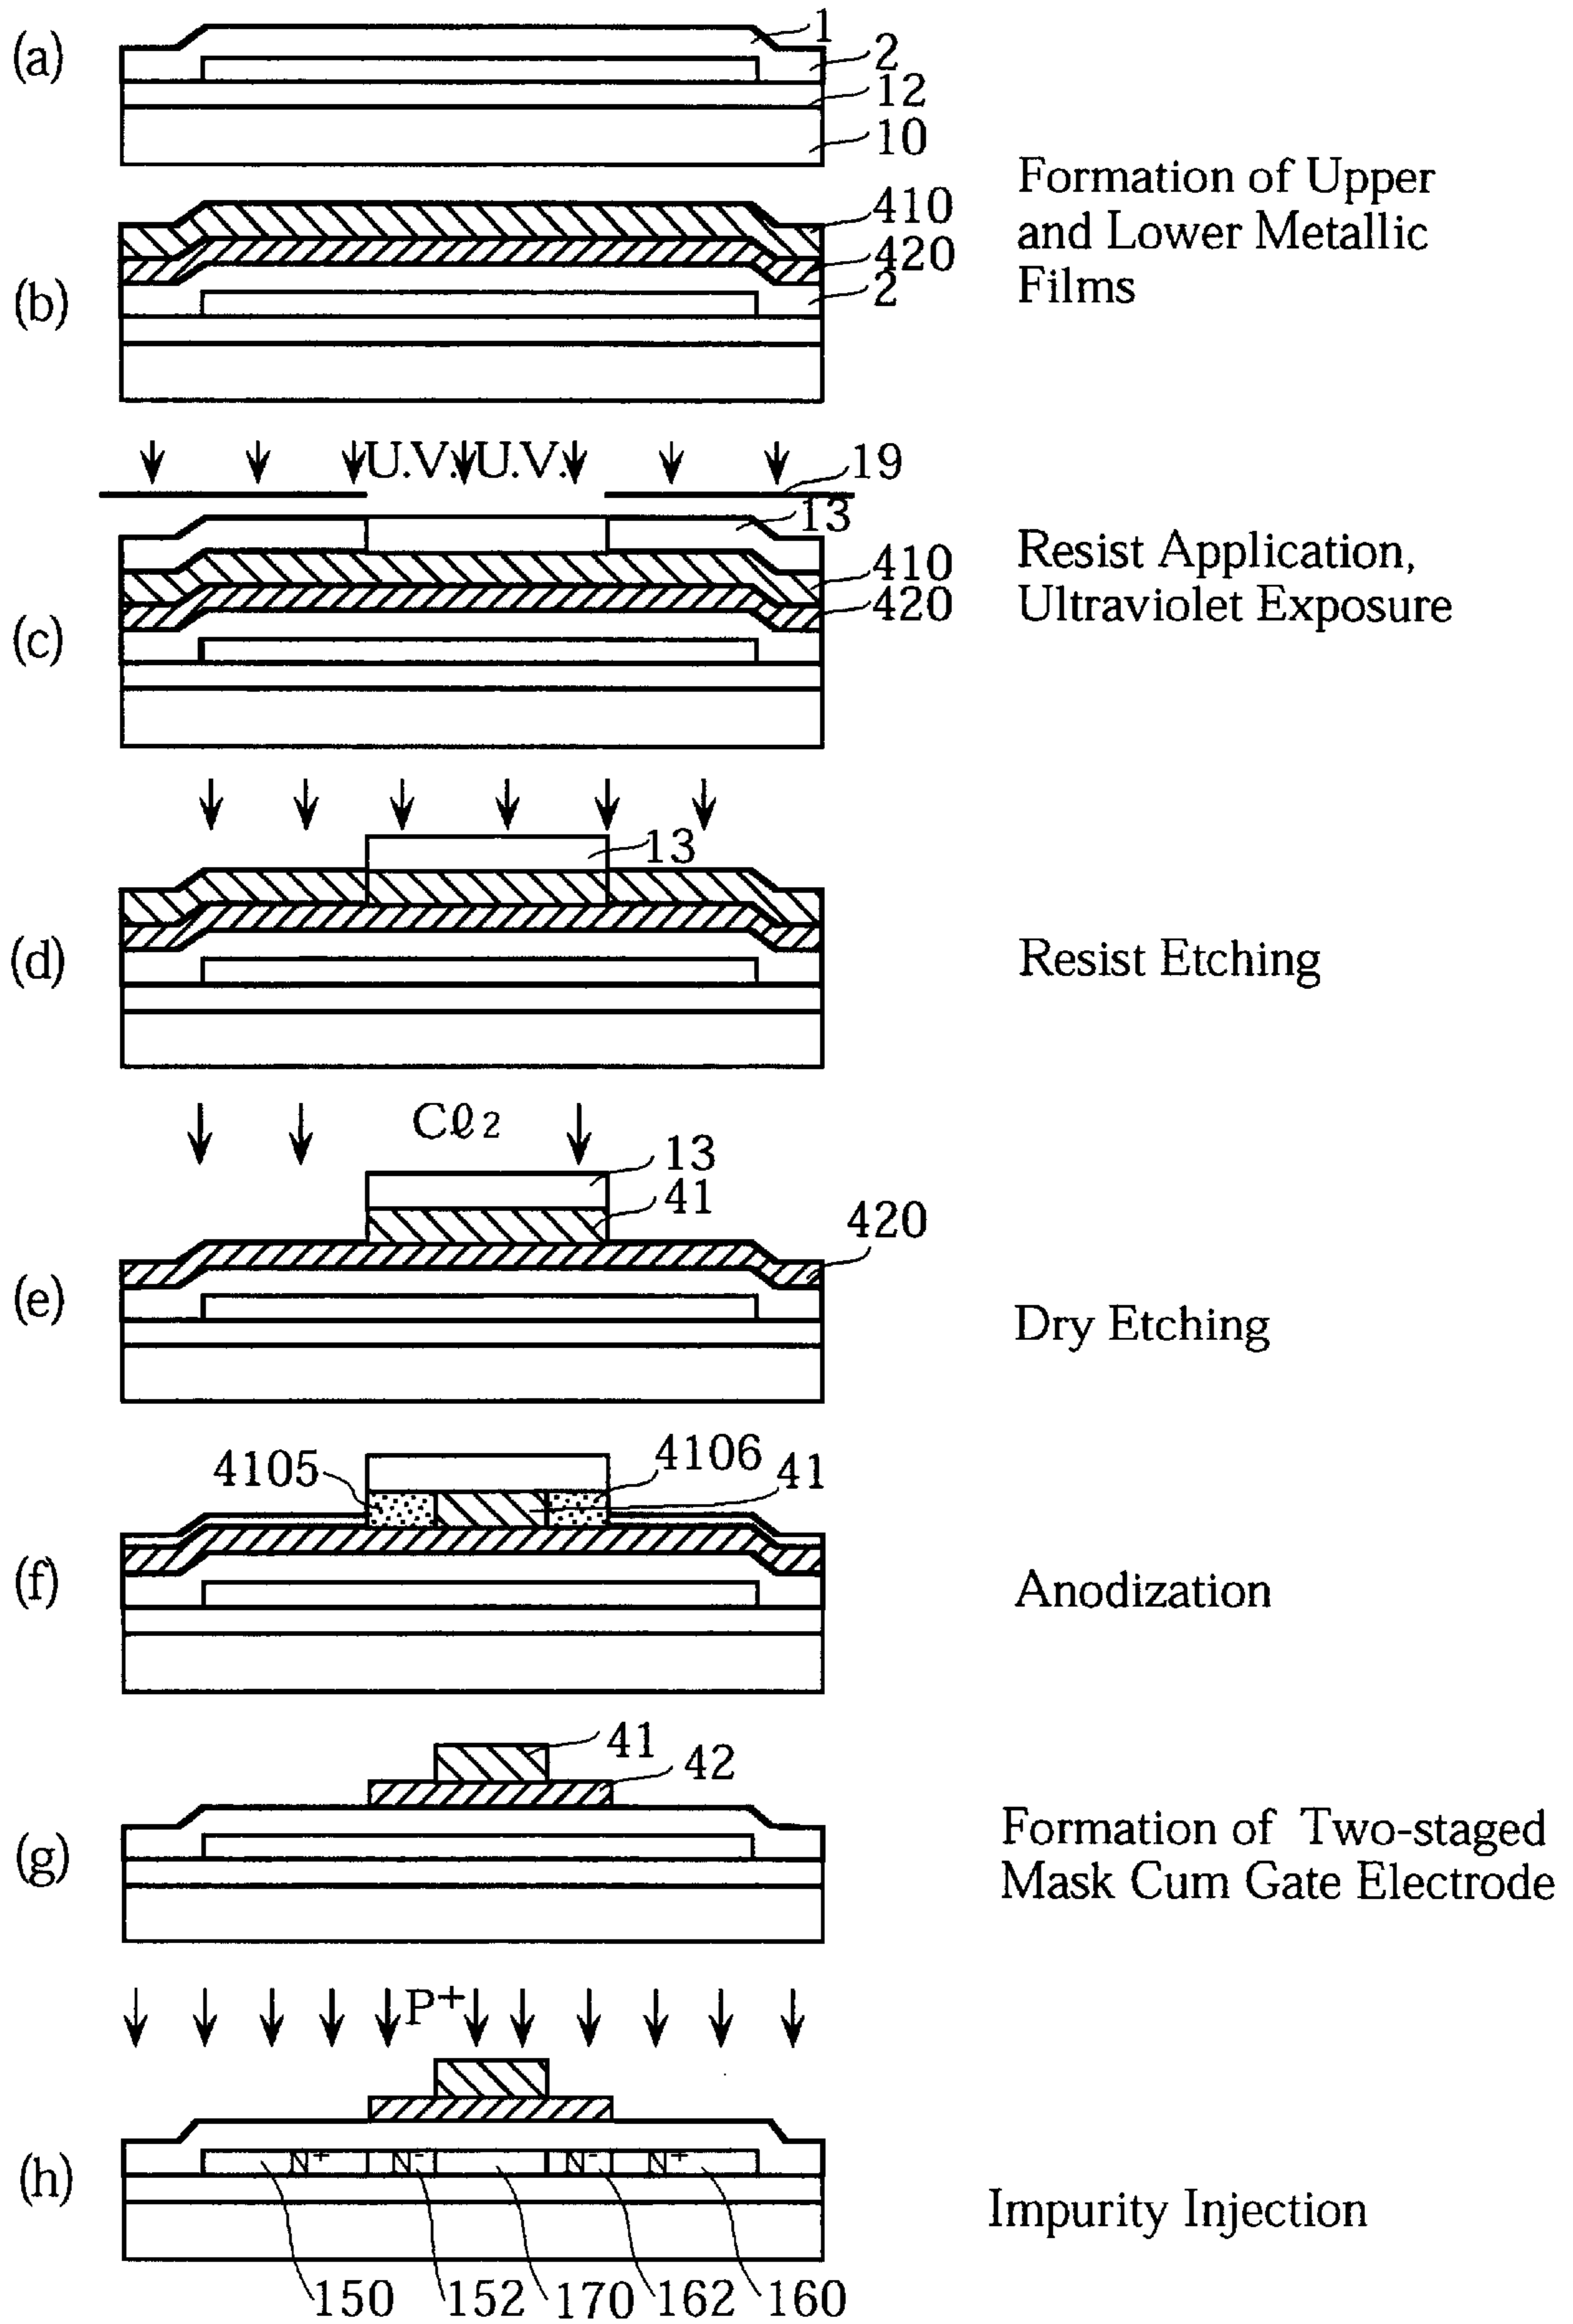 (a)
1
2
12
10
(b)
410
420
2
Formation of Upper
and Lower Metallic
Films
U.V. U.V.
19
13
(c)
410
420
Resist Application,
Ultraviolet Exposure
13
(d)
Resist Etching
Cℓ2
13
41
420
(e)
Dry Etching
4105
4106
41
(f)
Anodization
41
42
(g)
Formation of Two-staged
Mask Cum Gate Electrode
P+
(h)
N+ N- N- N+
Impurity Injection
150 152 170 162 160